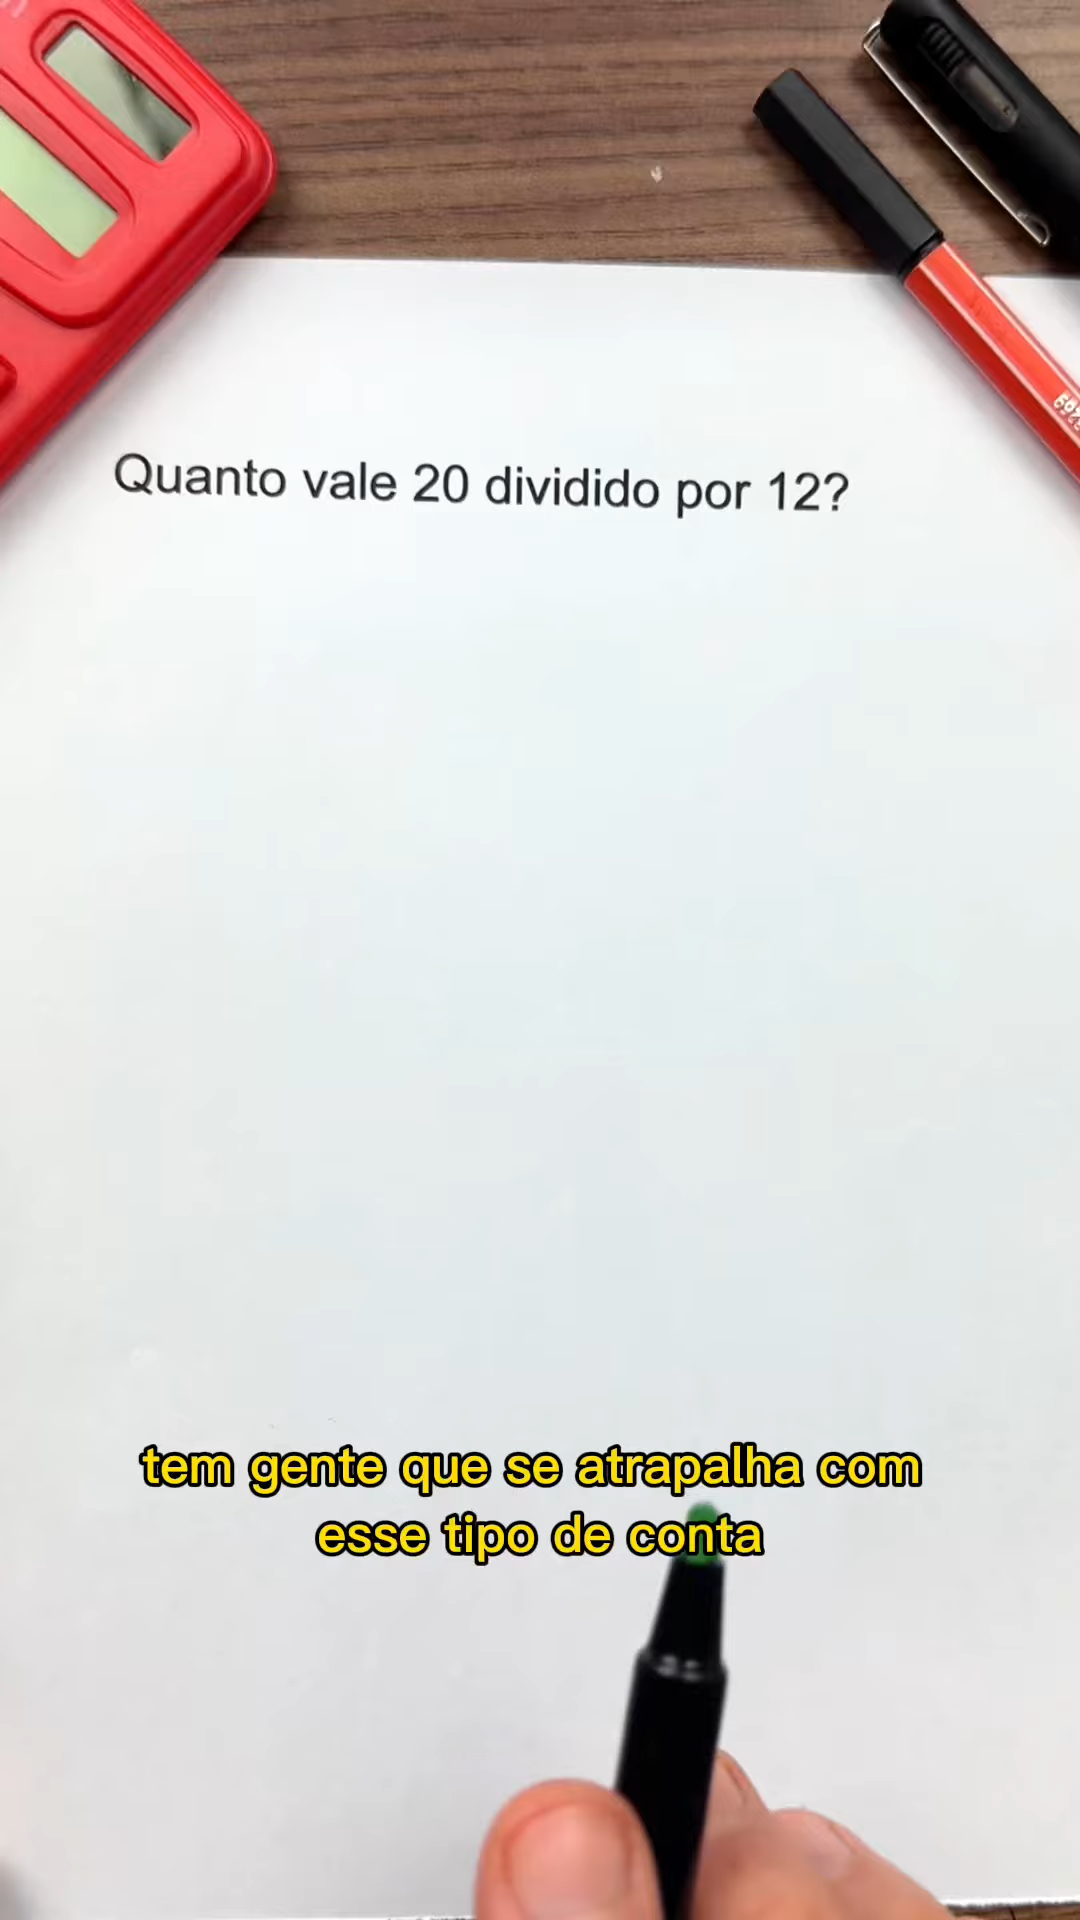 Quanto vale 20 dividido por 12?
tem gente que se atrapalha com
esse tipo de conta